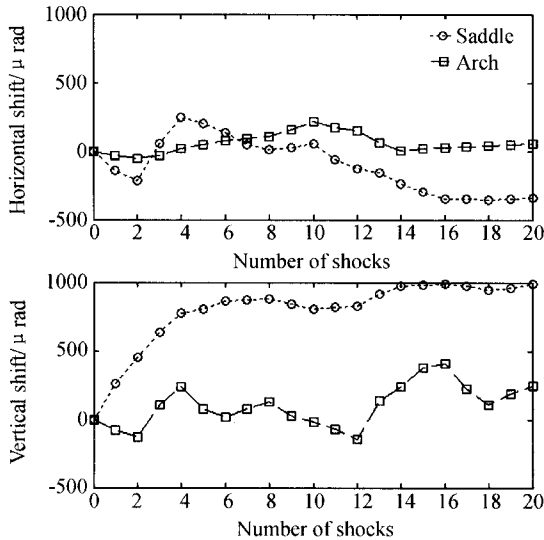 1000
Saddle
Arch
500
0
-500
Horizontal shift/ μ rad
0 2 4 6 8 10 12 14 16 18 20
Number of shocks
1000
500
0
-500
Vertical shift/ μ rad
0 2 4 6 8 10 12 14 16 18 20
Number of shocks